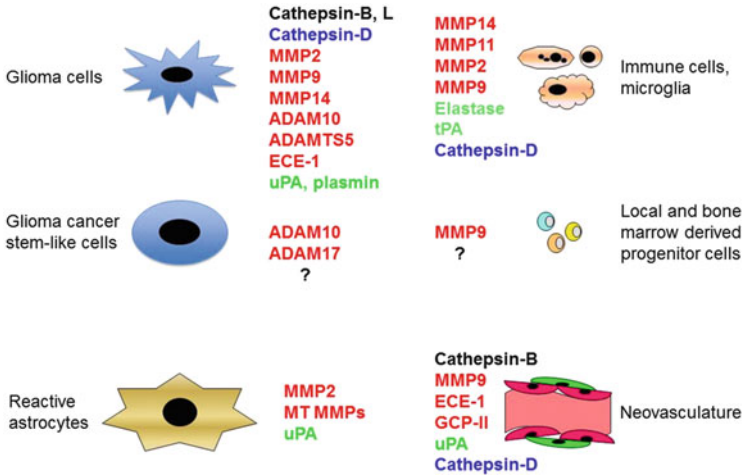 Glioma cells
Cathepsin-B, L
Cathepsin-D
MMP2
MMP9
MMP14
ADAM10
ADAMTS5
ECE-1
uPA, plasmin
MMP14
MMP11
MMP2
MMP9
Elastase
tPA
Cathepsin-D
Immune cells,
microglia
Glioma cancer
stem-like cells
ADAM10
ADAM17
?
MMP9
?
Local and bone
marrow derived
progenitor cells
Reactive
astrocytes
MMP2
MT MMPs
uPA
Cathepsin-B
MMP9
ECE-1
GCP-II
uPA
Cathepsin-D
Neovasculature